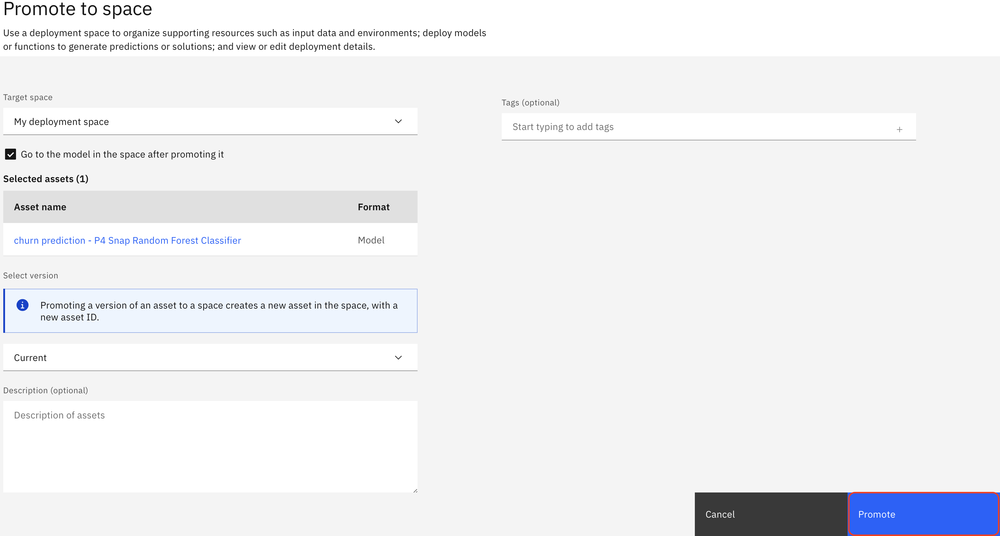 Promote to space
Use a deployment space to organize supporting resources such as input data and environments; deploy models
or functions to generate predictions or solutions; and view or edit deployment details.
Target space
My deployment space
Go to the model in the space after promoting it
Selected assets (1)
Asset name Format
churn prediction - P4 Snap Random Forest Classifier Model
Select version
Promoting a version of an asset to a space creates a new asset in the space, with a
new asset ID.
Current
Description (optional)
Description of assets
Tags (optional)
Start typing to add tags
Cancel
Promote